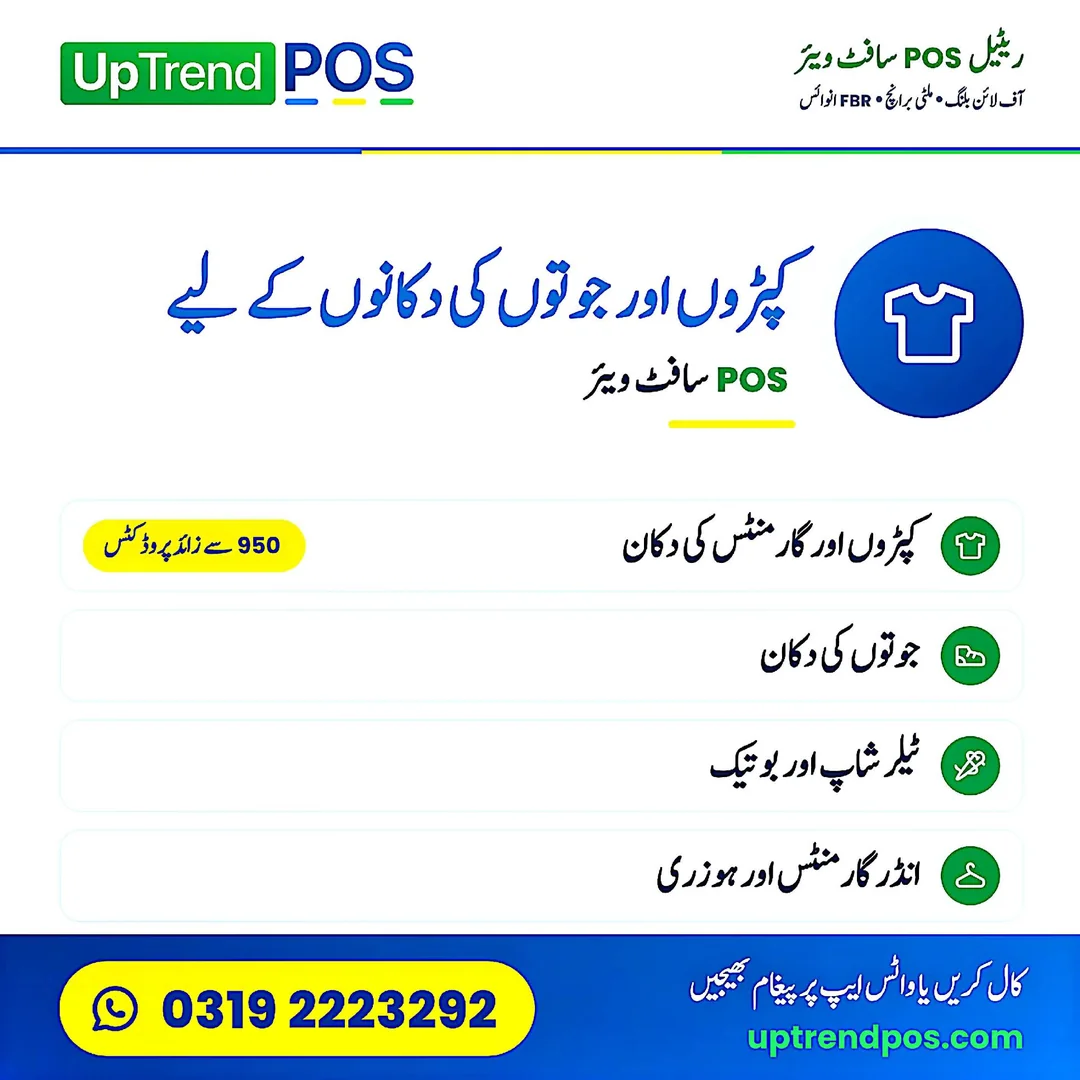 UpTrend POS
ریٹیل POS سافٹ ویئر
آف لائن بلنگ • ملٹی برانچ • FBR انوائس
کپڑوں اور جوتوں کی دکانوں کے لیے
POS سافٹ ویئر
کپڑوں اور گارمنٹس کی دکان
950 سے زائد پروڈکٹس
جوتوں کی دکان
ٹیلر شاپ اور بوتیک
انڈر گارمنٹس اور ہوزری
کال کریں یا واٹس ایپ پر پیغام بھیجیں
0319 2223292
uptrendpos.com